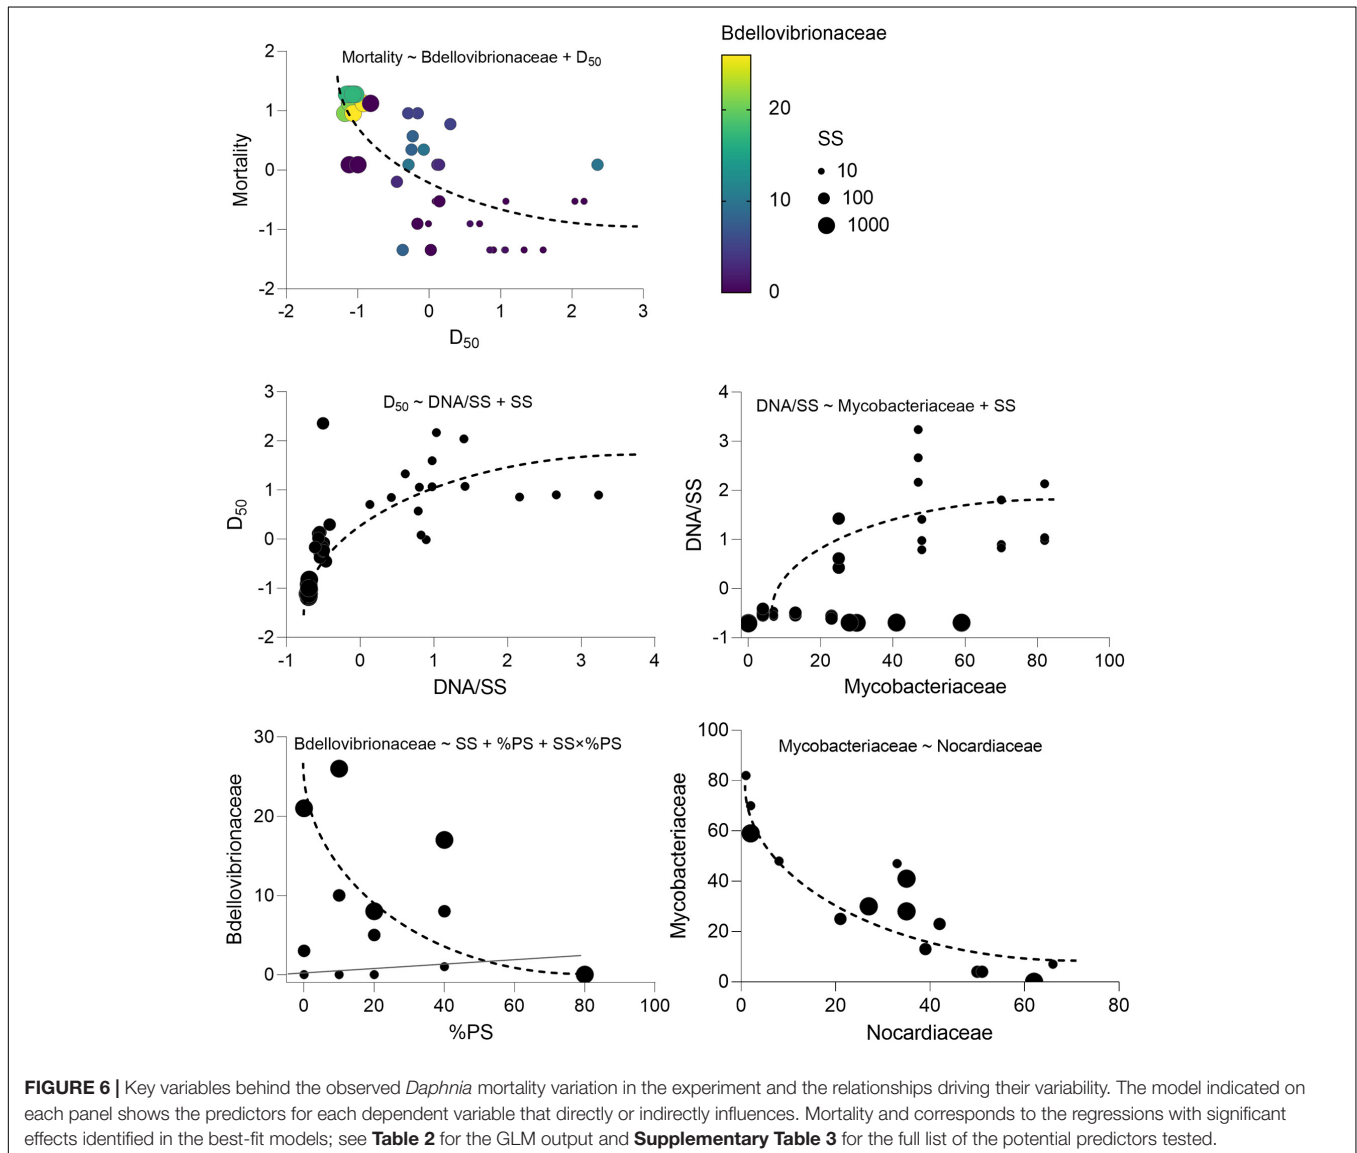 Bdellovibrionaceae
20
10
0
SS
10
100
1000
Mortality ~ Bdellovibrionaceae + D50
Mortality
2
1
0
-1
-2
-2 -1 0 1 2 3
D50
D50 ~ DNA/SS + SS
D50
3
2
1
0
-1
-2
-1 0 1 2 3 4
DNA/SS
DNA/SS ~ Mycobacteriaceae + SS
DNA/SS
4
3
2
1
0
-1
0 20 40 60 80 100
Mycobacteriaceae
Bdellovibrionaceae ~ SS + %PS + SS×%PS
Bdellovibrionaceae
30
20
10
0
0 20 40 60 80 100
%PS
Mycobacteriaceae ~ Nocardiaceae
Mycobacteriaceae
100
80
60
40
20
0
0 20 40 60 80
Nocardiaceae
FIGURE 6 | Key variables behind the observed Daphnia mortality variation in the experiment and the relationships driving their variability. The model indicated on
each panel shows the predictors for each dependent variable that directly or indirectly influences. Mortality and corresponds to the regressions with significant
effects identified in the best-fit models; see Table 2 for the GLM output and Supplementary Table 3 for the full list of the potential predictors tested.